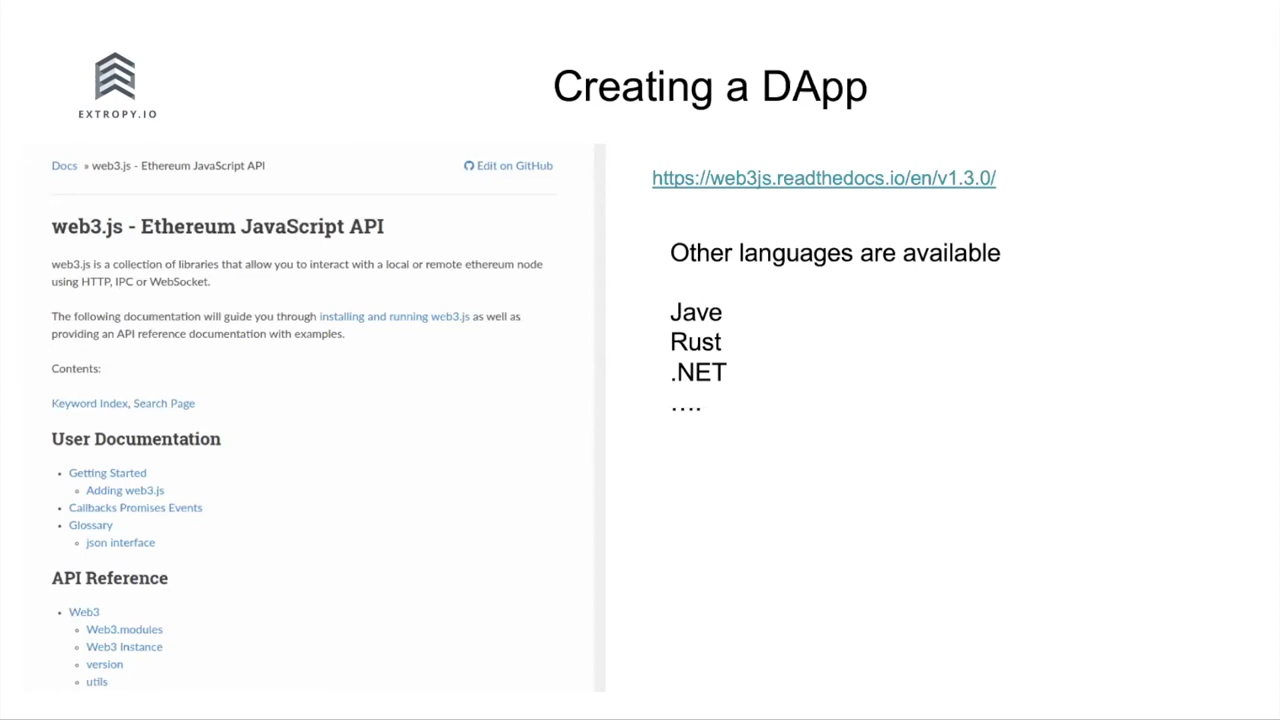 EXTROPY.IO
Creating a DApp
Docs » web3.js - Ethereum JavaScript API
Edit on GitHub
web3.js - Ethereum JavaScript API
web3.js is a collection of libraries that allow you to interact with a local or remote ethereum node
using HTTP, IPC or WebSocket.
The following documentation will guide you through installing and running web3.js as well as
providing an API reference documentation with examples.
Contents:
Keyword Index, Search Page
User Documentation
• Getting Started
◦ Adding web3.js
• Callbacks Promises Events
• Glossary
◦ json interface
API Reference
• Web3
◦ Web3.modules
◦ Web3 Instance
◦ version
◦ utils
https://web3js.readthedocs.io/en/v1.3.0/
Other languages are available
Jave
Rust
.NET
....